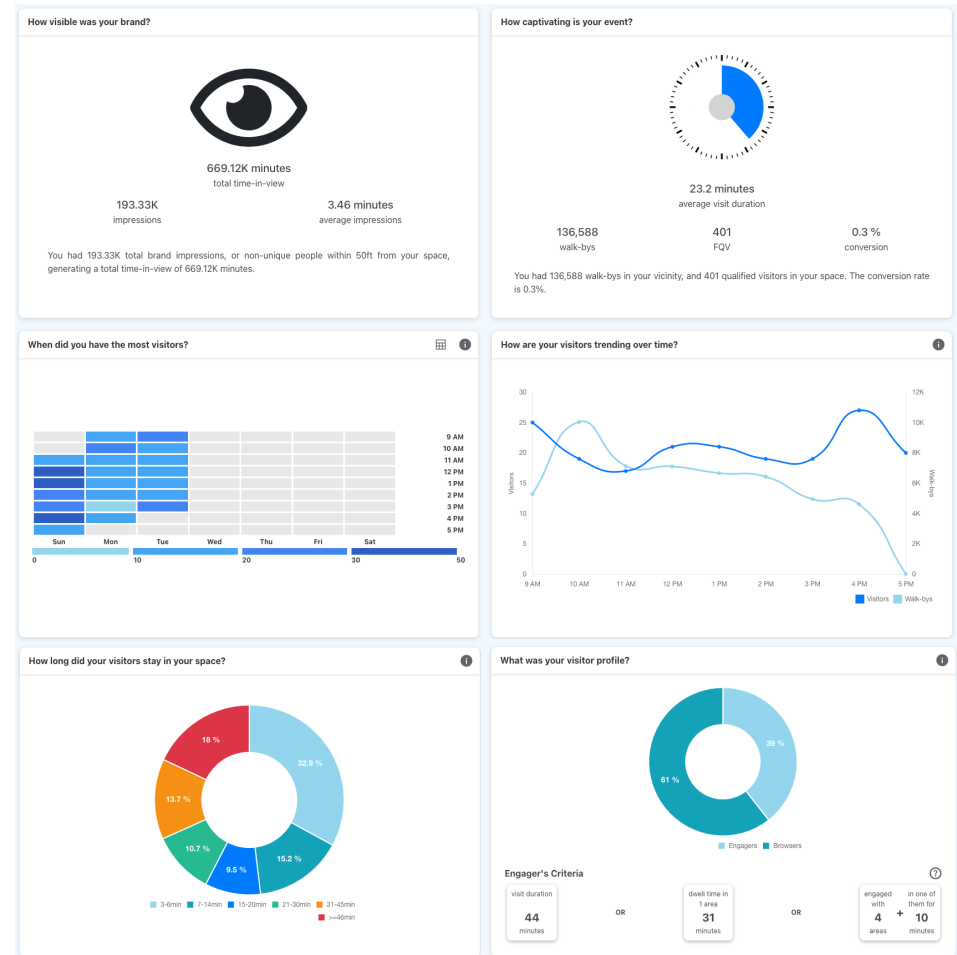 How visible was your brand?
669.12K minutes
total time-in-view
193.33K
impressions
3.46 minutes
average impressions
You had 193.33K total brand impressions, or non-unique people within 50ft from your space,
generating a total time-in-view of 669.12K minutes.
How captivating is your event?
23.2 minutes
average visit duration
136,588
walk-bys
401
FQV
0.3 %
conversion
You had 136,588 walk-bys in your vicinity, and 401 qualified visitors in your space. The conversion rate
is 0.3%.
When did you have the most visitors?
9 AM
10 AM
11 AM
12 PM
1 PM
2 PM
3 PM
4 PM
5 PM
Sun Mon Tue Wed Thu Fri Sat
0 10 20 30 50
How are your visitors trending over time?
30
25
20
15
10
5
0
Visitors
12K
10K
8K
6K
4K
2K
0
Walk-bys
9 AM 10 AM 11 AM 12 PM 1 PM 2 PM 3 PM 4 PM 5 PM
Visitors Walk-bys
How long did your visitors stay in your space?
18 %
32.9 %
13.7 %
10.7 %
9.5 %
15.2 %
3-6min 7-14min 15-20min 21-30min 31-45min
>=46min
What was your visitor profile?
39 %
61 %
Engagers Browsers
Engager's Criteria
visit duration
44
minutes
OR
dwell time in
1 area
31
minutes
OR
engaged
with
4
areas
+
in one of
them for
10
minutes